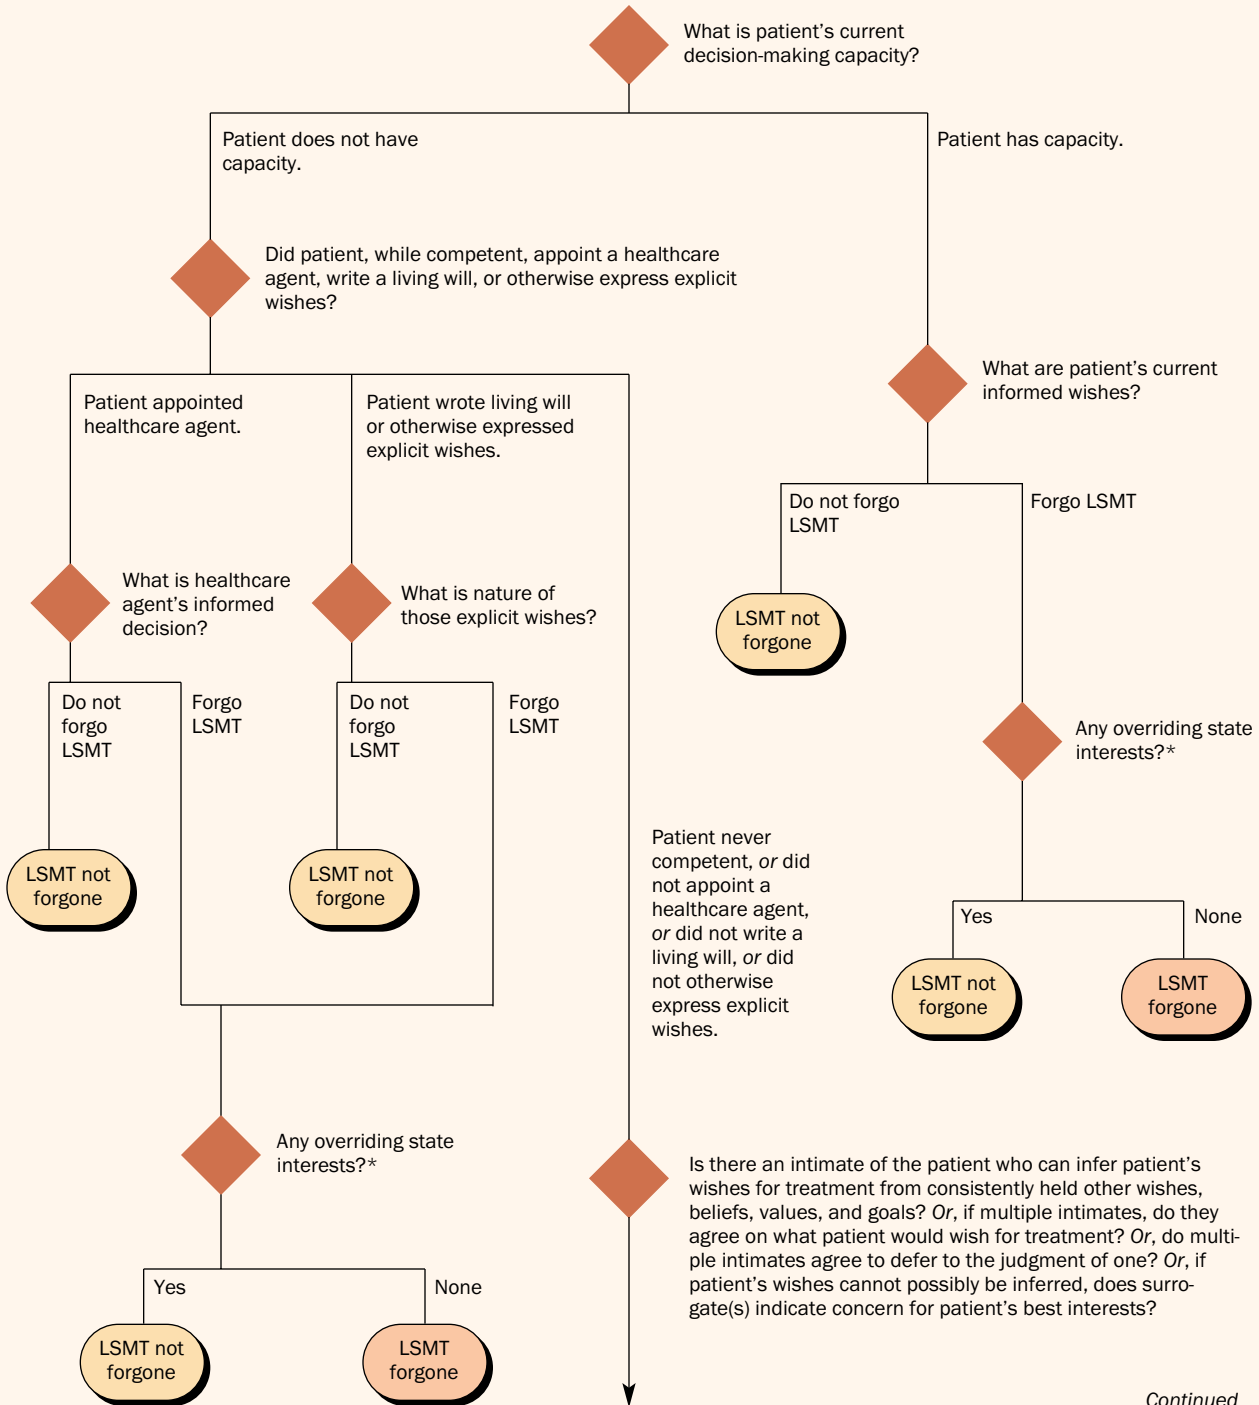 What is patient's current
decision-making capacity?
Patient does not have
capacity.
Patient has capacity.
Did patient, while competent, appoint a healthcare
agent, write a living will, or otherwise express explicit
wishes?
What are patient's current
informed wishes?
Patient appointed
healthcare agent.
Patient wrote living will
or otherwise expressed
explicit wishes.
Do not forgo
LSMT
Forgo LSMT
What is healthcare
agent's informed
decision?
What is nature of
those explicit wishes?
LSMT not
forgone
Do not
forgo
LSMT
Forgo
LSMT
Do not
forgo
LSMT
Forgo
LSMT
Any overriding state
interests?*
LSMT not
forgone
LSMT not
forgone
Patient never
competent, or did
not appoint a
healthcare agent,
or did not write a
living will, or did
not otherwise
express explicit
wishes.
Yes
None
LSMT not
forgone
LSMT
forgone
Any overriding state
interests?*
Is there an intimate of the patient who can infer patient's
wishes for treatment from consistently held other wishes,
beliefs, values, and goals? Or, if multiple intimates, do they
agree on what patient would wish for treatment? Or, do multi-
ple intimates agree to defer to the judgment of one? Or, if
patient's wishes cannot possibly be inferred, does surro-
gate(s) indicate concern for patient's best interests?
Yes
None
LSMT not
forgone
LSMT
forgone
Continued